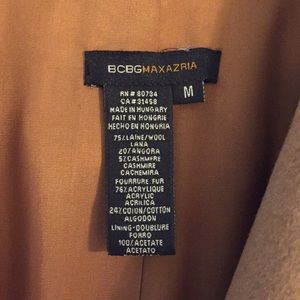 BCBGMAXAZRIA
M
RN# 80734
CA# 31458
MADE IN HUNGARY
FAIT EN HONGRIE
HECHO EN HONGRIA
75%LAINE/WOOL
LANA
20%ANGORA
5%CASHMERE
CASHMIRE
CACHEMIRA
FOURRURE FUR
76%ACRYLIQUE
ACRYLIC
ACRILICA
24%COTON/COTTON
ALGODON
LINING-DOUBLURE
FORRO
100%ACETATE
ACETATO